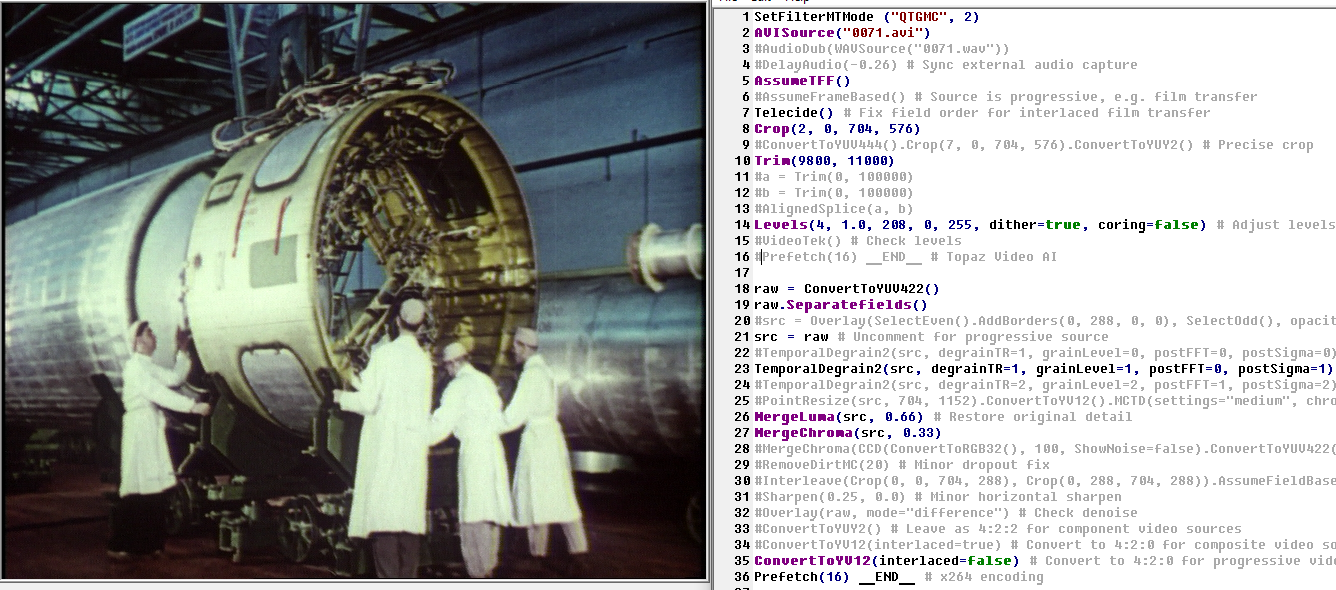 1 SetFilterMTMode ("QTGMC", 2)
2 AVISource("0071.avi")
3 #AudioDub(WAVSource("0071.wav"))
4 #DelayAudio(-0.26) # Sync external audio capture
5 AssumeTFF()
6 #AssumeFrameBased() # Source is progressive, e.g. film transfer
7 Telecide() # Fix field order for interlaced film transfer
8 Crop(2, 0, 704, 576)
9 #ConvertToYUV444().Crop(7, 0, 704, 576).ConvertToYUY2() # Precise crop
10 Trim(9800, 11000)
11 #a = Trim(0, 100000)
12 #b = Trim(0, 100000)
13 #AlignedSplice(a, b)
14 Levels(4, 1.0, 208, 0, 255, dither=true, coring=false) # Adjust levels
15 #VideoTek() # Check levels
16 #Prefetch(16) __END__ # Topaz Video AI
17
18 raw = ConvertToYUV422()
19 raw.Separatefields()
20 #src = Overlay(SelectEven().AddBorders(0, 288, 0, 0), SelectOdd(), opacit
21 src = raw # Uncomment for progressive source
22 #TemporalDegrain2(src, degrainTR=1, grainLevel=0, postFFT=0, postSigma=0)
23 TemporalDegrain2(src, degrainTR=1, grainLevel=1, postFFT=0, postSigma=1)
24 #TemporalDegrain2(src, degrainTR=2, grainLevel=2, postFFT=1, postSigma=2)
25 #PointResize(src, 704, 1152).ConvertToYV12().MCTD(settings="medium", chro
26 MergeLuma(src, 0.66) # Restore original detail
27 MergeChroma(src, 0.33)
28 #MergeChroma(CCD(ConvertToRGB32(), 100, ShowNoise=false).ConvertToYUV422(
29 #RemoveDirtMC(20) # Minor dropout fix
30 #Interleave(Crop(0, 0, 704, 288), Crop(0, 288, 704, 288)).AssumeFieldBase
31 #Sharpen(0.25, 0.0) # Minor horizontal sharpen
32 #Overlay(raw, mode="difference") # Check denoise
33 #ConvertToYUY2() # Leave as 4:2:2 for component video sources
34 #ConvertToYV12(interlaced=true) # Convert to 4:2:0 for composite video so
35 ConvertToYV12(interlaced=false) # Convert to 4:2:0 for progressive vide
36 Prefetch(16) __END__ # x264 encoding